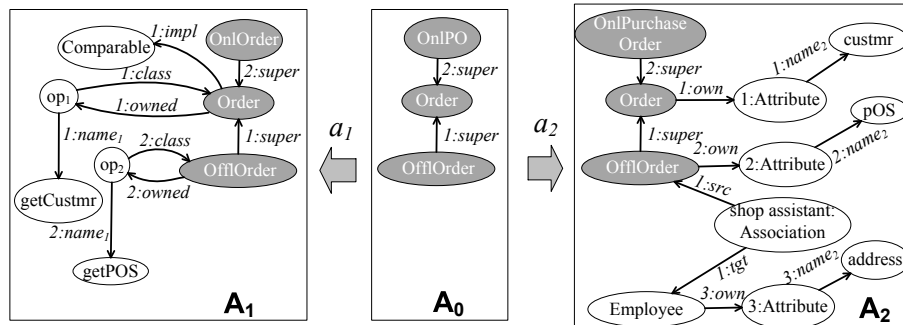 1:impl
Comparable
OnlOrder
1:class
2:super
op1
Order
1:owned
1:name1
2:class
1:super
op2
OfflOrder
2:owned
getCustmr
2:name1
getPOS
A1
a1
OnlPO
2:super
Order
1:super
OfflOrder
A0
a2
OnlPurchase
Order
1:name2
custmr
2:super
Order
1:own
1:Attribute
1:super
pOS
2:own
2:name2
OfflOrder
2:Attribute
1:src
shop assistant:
Association
1:tgt
3:name2
address
Employee
3:own
3:Attribute
A2